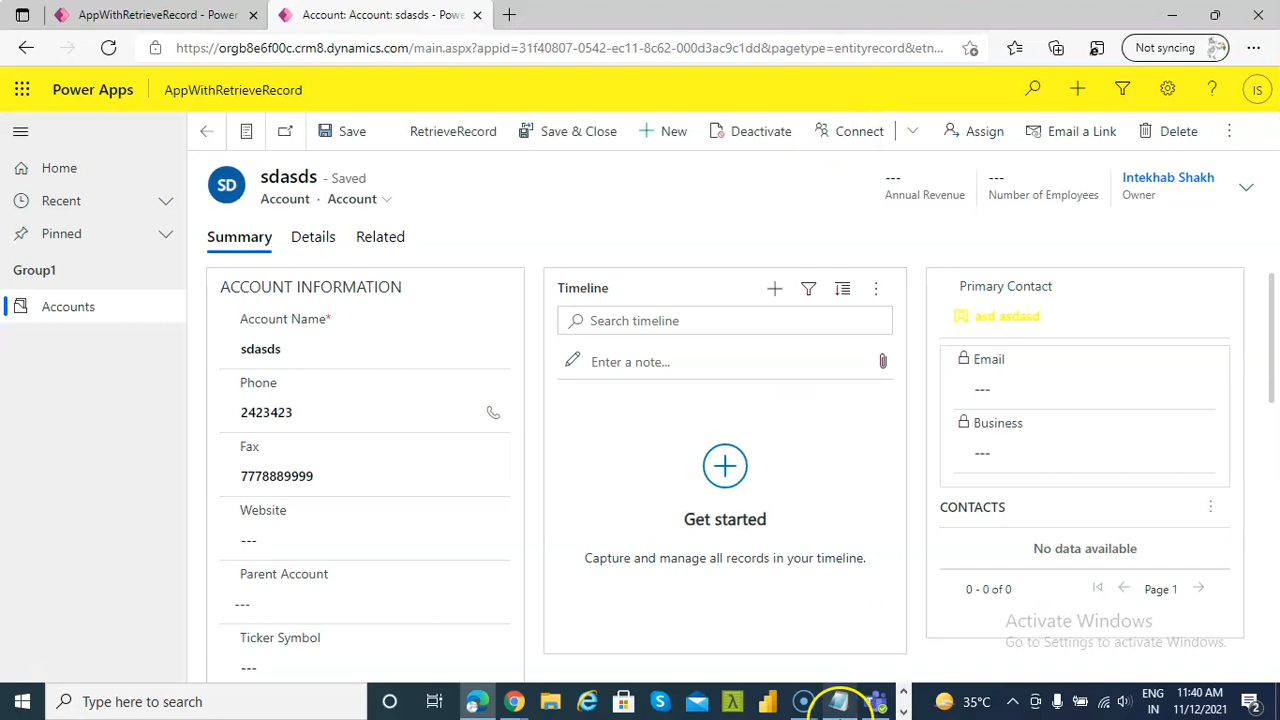 AppWithRetrieveRecord - Power
Account: Account: sdasds - Powe
https://orgb8e6f00c.crm8.dynamics.com/main.aspx?appid=31f40807-0542-ec11-8c62-000d3ac9c1dd&pagetype=entityrecord&etn...
Not syncing
Power Apps
AppWithRetrieveRecord
IS
Save
RetrieveRecord
Save & Close
New
Deactivate
Connect
Assign
Email a Link
Delete
Home
Recent
Pinned
Group1
Accounts
SD
sdasds - Saved
Account · Account
---
Annual Revenue
---
Number of Employees
Intekhab Shakh
Owner
Summary
Details
Related
ACCOUNT INFORMATION
Account Name*
sdasds
Phone
2423423
Fax
7778889999
Website
---
Parent Account
---
Ticker Symbol
---
Timeline
Search timeline
Enter a note...
Get started
Capture and manage all records in your timeline.
Primary Contact
asd asdasd
Email
---
Business
---
CONTACTS
No data available
0 - 0 of 0
Page 1
Activate Windows
Go to Settings to activate Windows.
Type here to search
35°C
ENG
IN
11:40 AM
11/12/2021
2